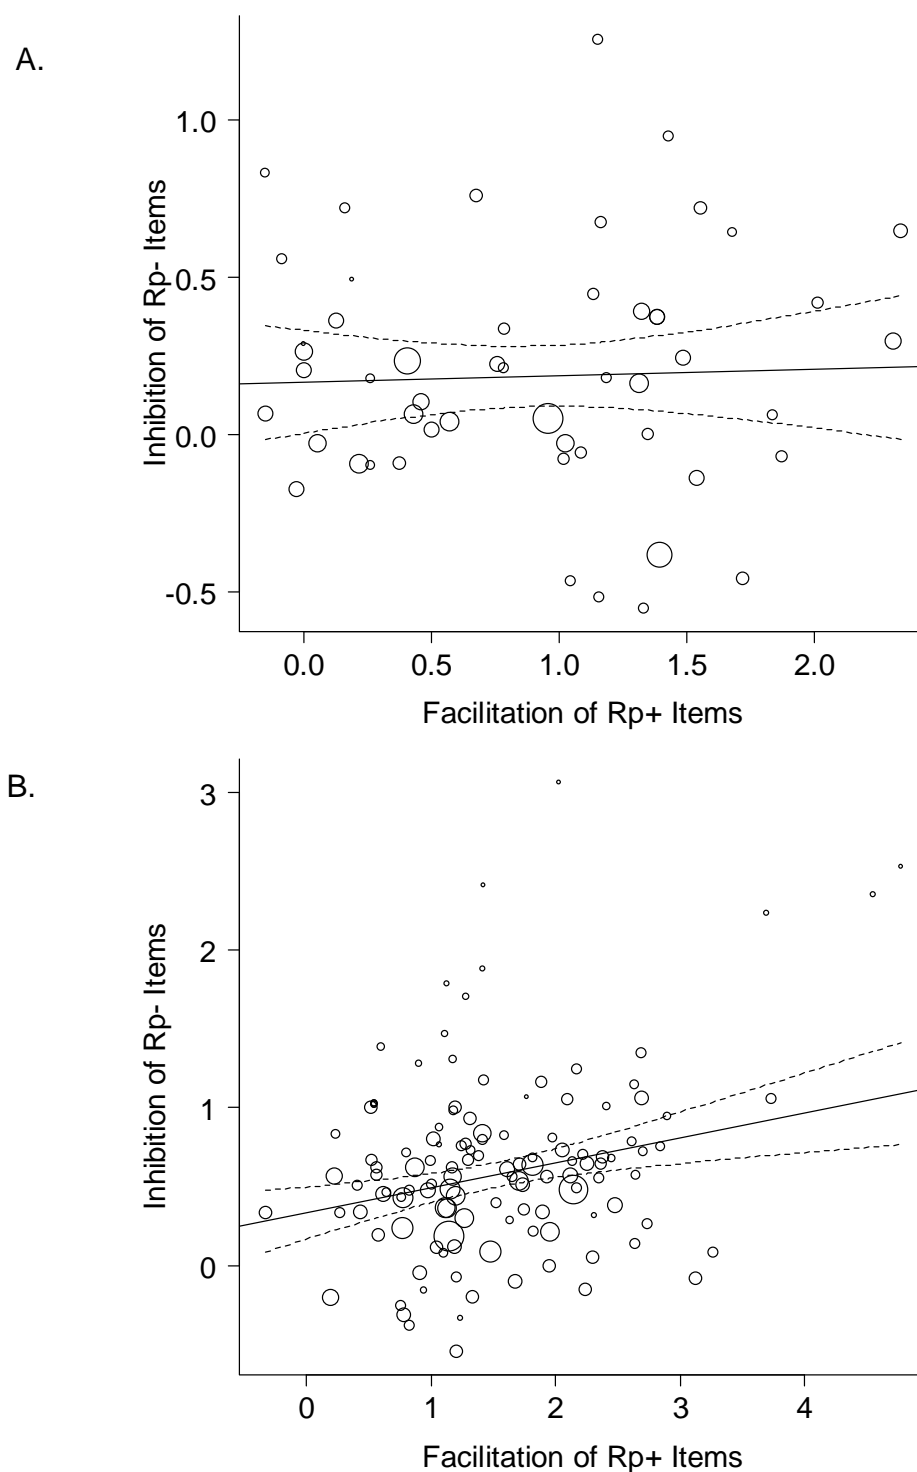 A.
1.0
0.5
0.0
-0.5
Inhibition of Rp- Items
0.0 0.5 1.0 1.5 2.0
Facilitation of Rp+ Items
B.
3
2
1
0
Inhibition of Rp- Items
0 1 2 3 4
Facilitation of Rp+ Items